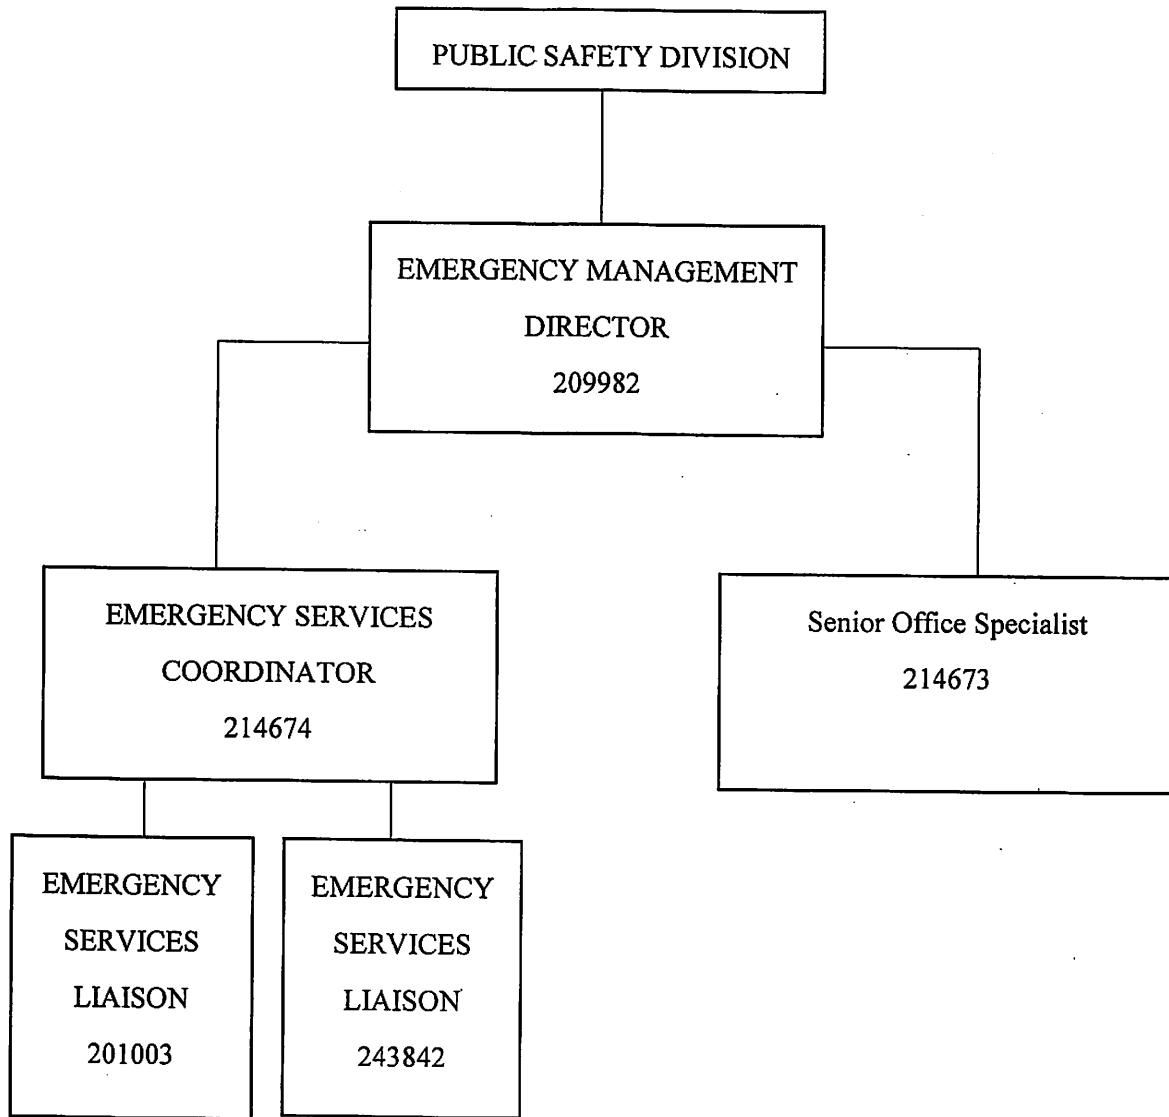 PUBLIC SAFETY DIVISION
EMERGENCY MANAGEMENT
DIRECTOR
209982
EMERGENCY SERVICES
COORDINATOR
214674
Senior Office Specialist
214673
EMERGENCY
SERVICES
LIAISON
201003
EMERGENCY
SERVICES
LIAISON
243842